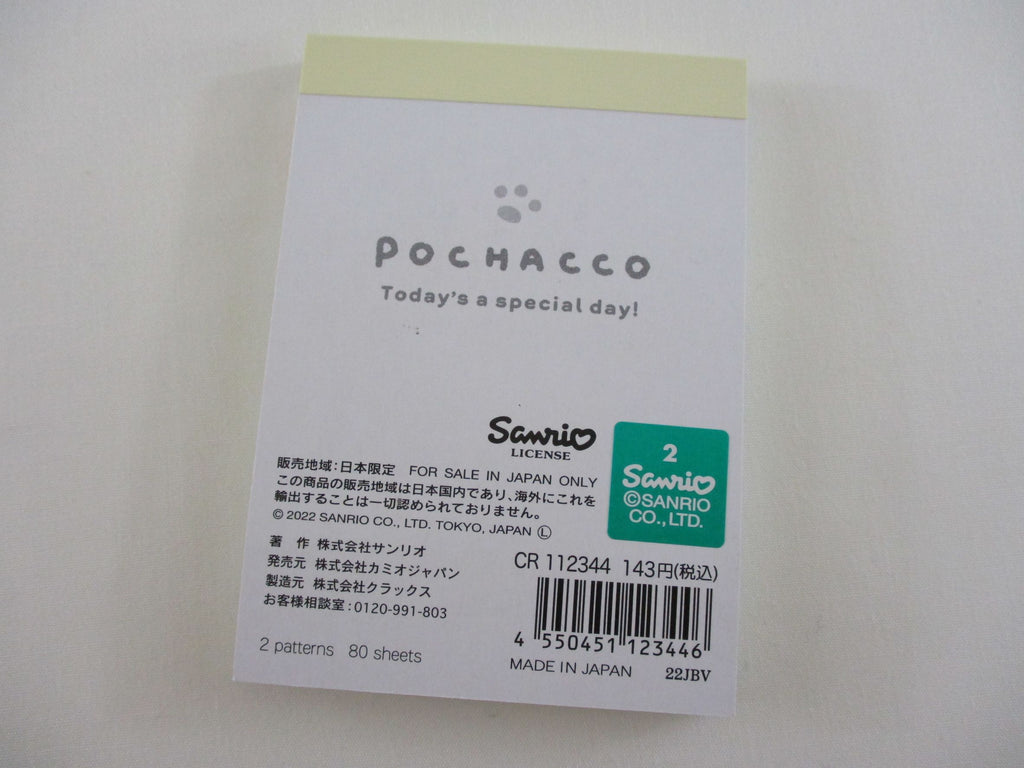 POCHACCO
Today's a special day!
Sanrio
LICENSE
販売地域:日本限定 FOR SALE IN JAPAN ONLY
この商品の販売地域は日本国内であり、海外にこれを
輸出することは一切認められておりません。
© 2022 SANRIO CO., LTD. TOKYO, JAPAN Ⓛ
2
Sanrio
©SANRIO
CO., LTD.
著 作 株式会社サンリオ
発売元 株式会社カミオジャパン
製造元 株式会社クラックス
お客様相談室:0120-991-803
2 patterns 80 sheets
CR 112344 143円(税込)
4 550451 123446
MADE IN JAPAN 22JBV